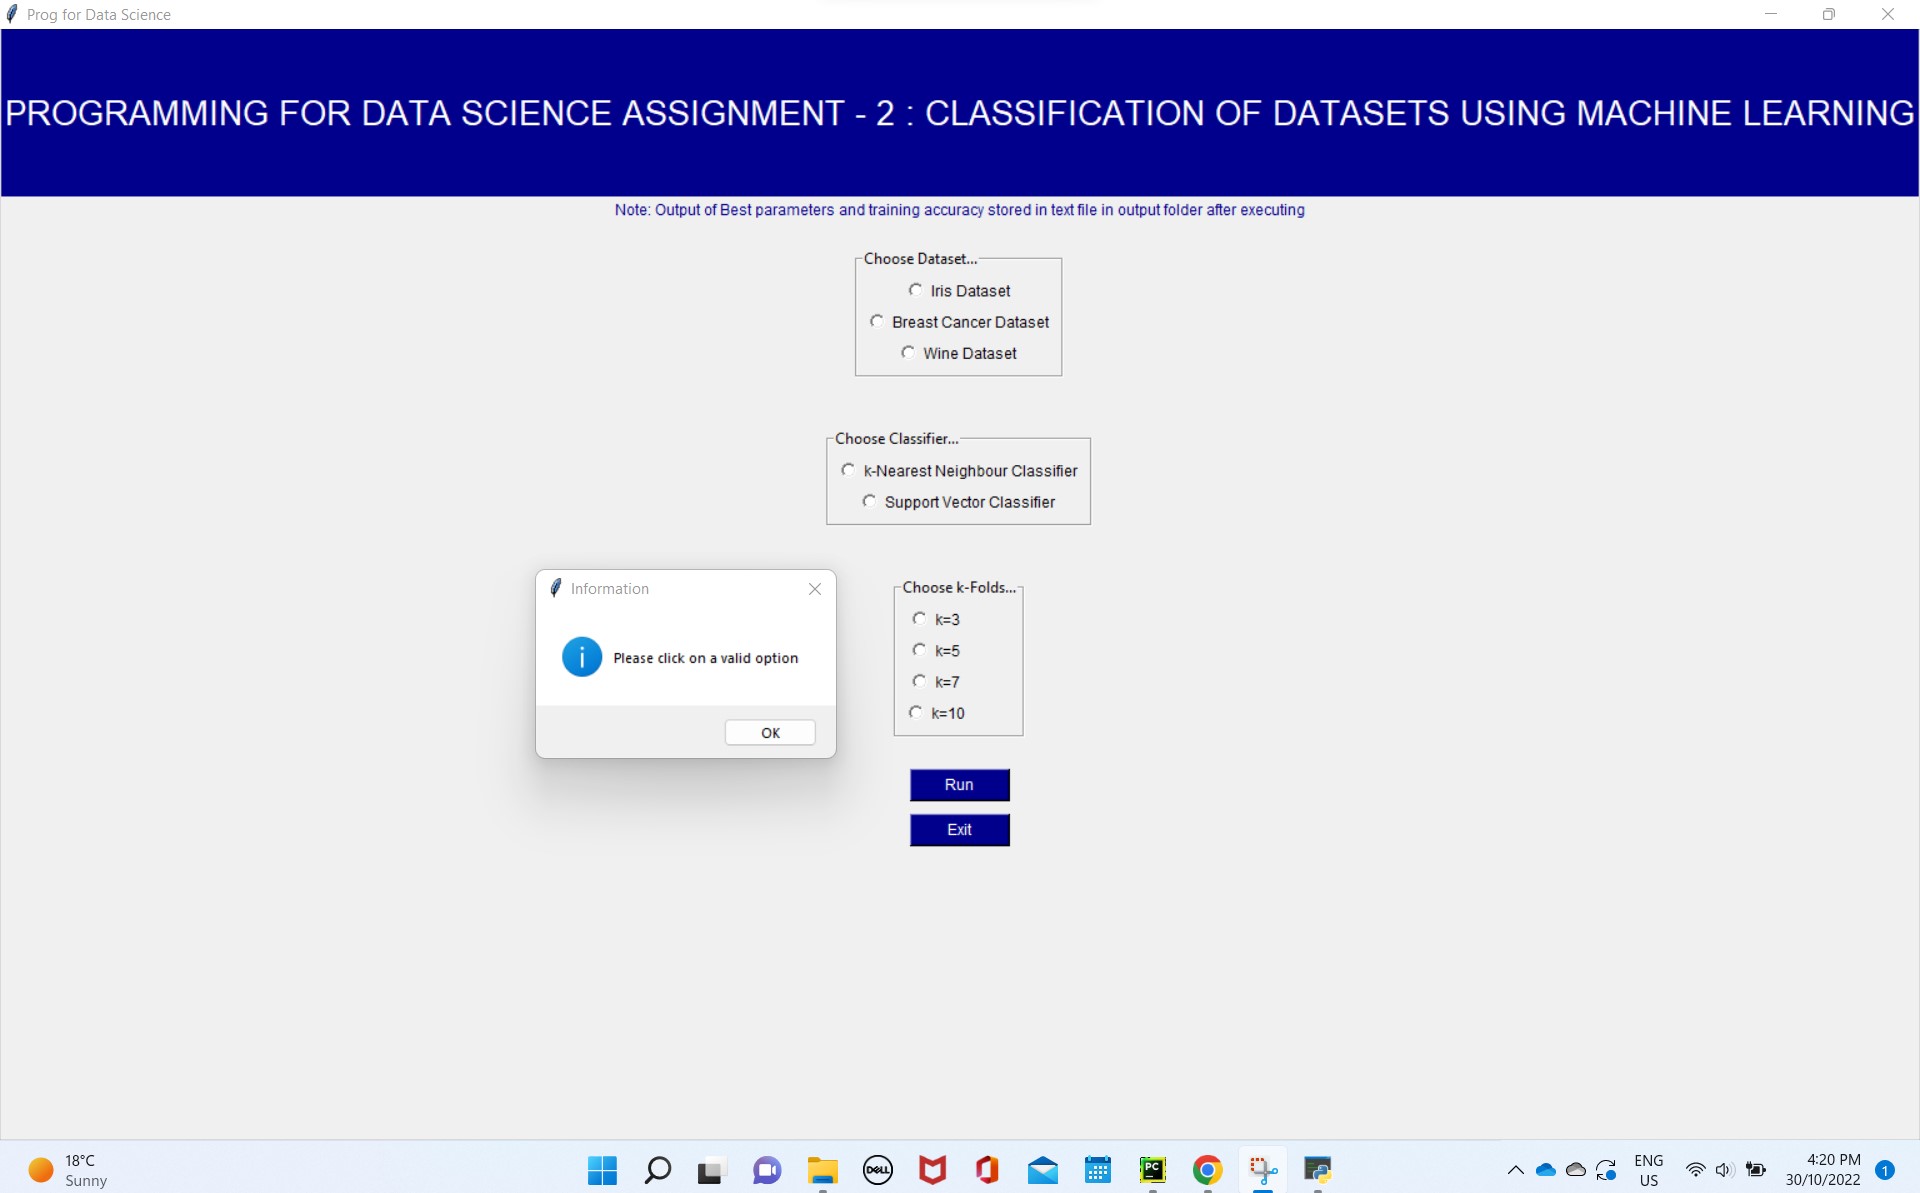 Prog for Data Science
PROGRAMMING FOR DATA SCIENCE ASSIGNMENT - 2 : CLASSIFICATION OF DATASETS USING MACHINE LEARNING
Note: Output of Best parameters and training accuracy stored in text file in output folder after executing
Choose Dataset...
Iris Dataset
Breast Cancer Dataset
Wine Dataset
Choose Classifier...
k-Nearest Neighbour Classifier
Support Vector Classifier
Information
Please click on a valid option
OK
Choose k-Folds...
k=3
k=5
k=7
k=10
Run
Exit
18°C
Sunny
DELL
PC
ENG
US
4:20 PM
30/10/2022
1